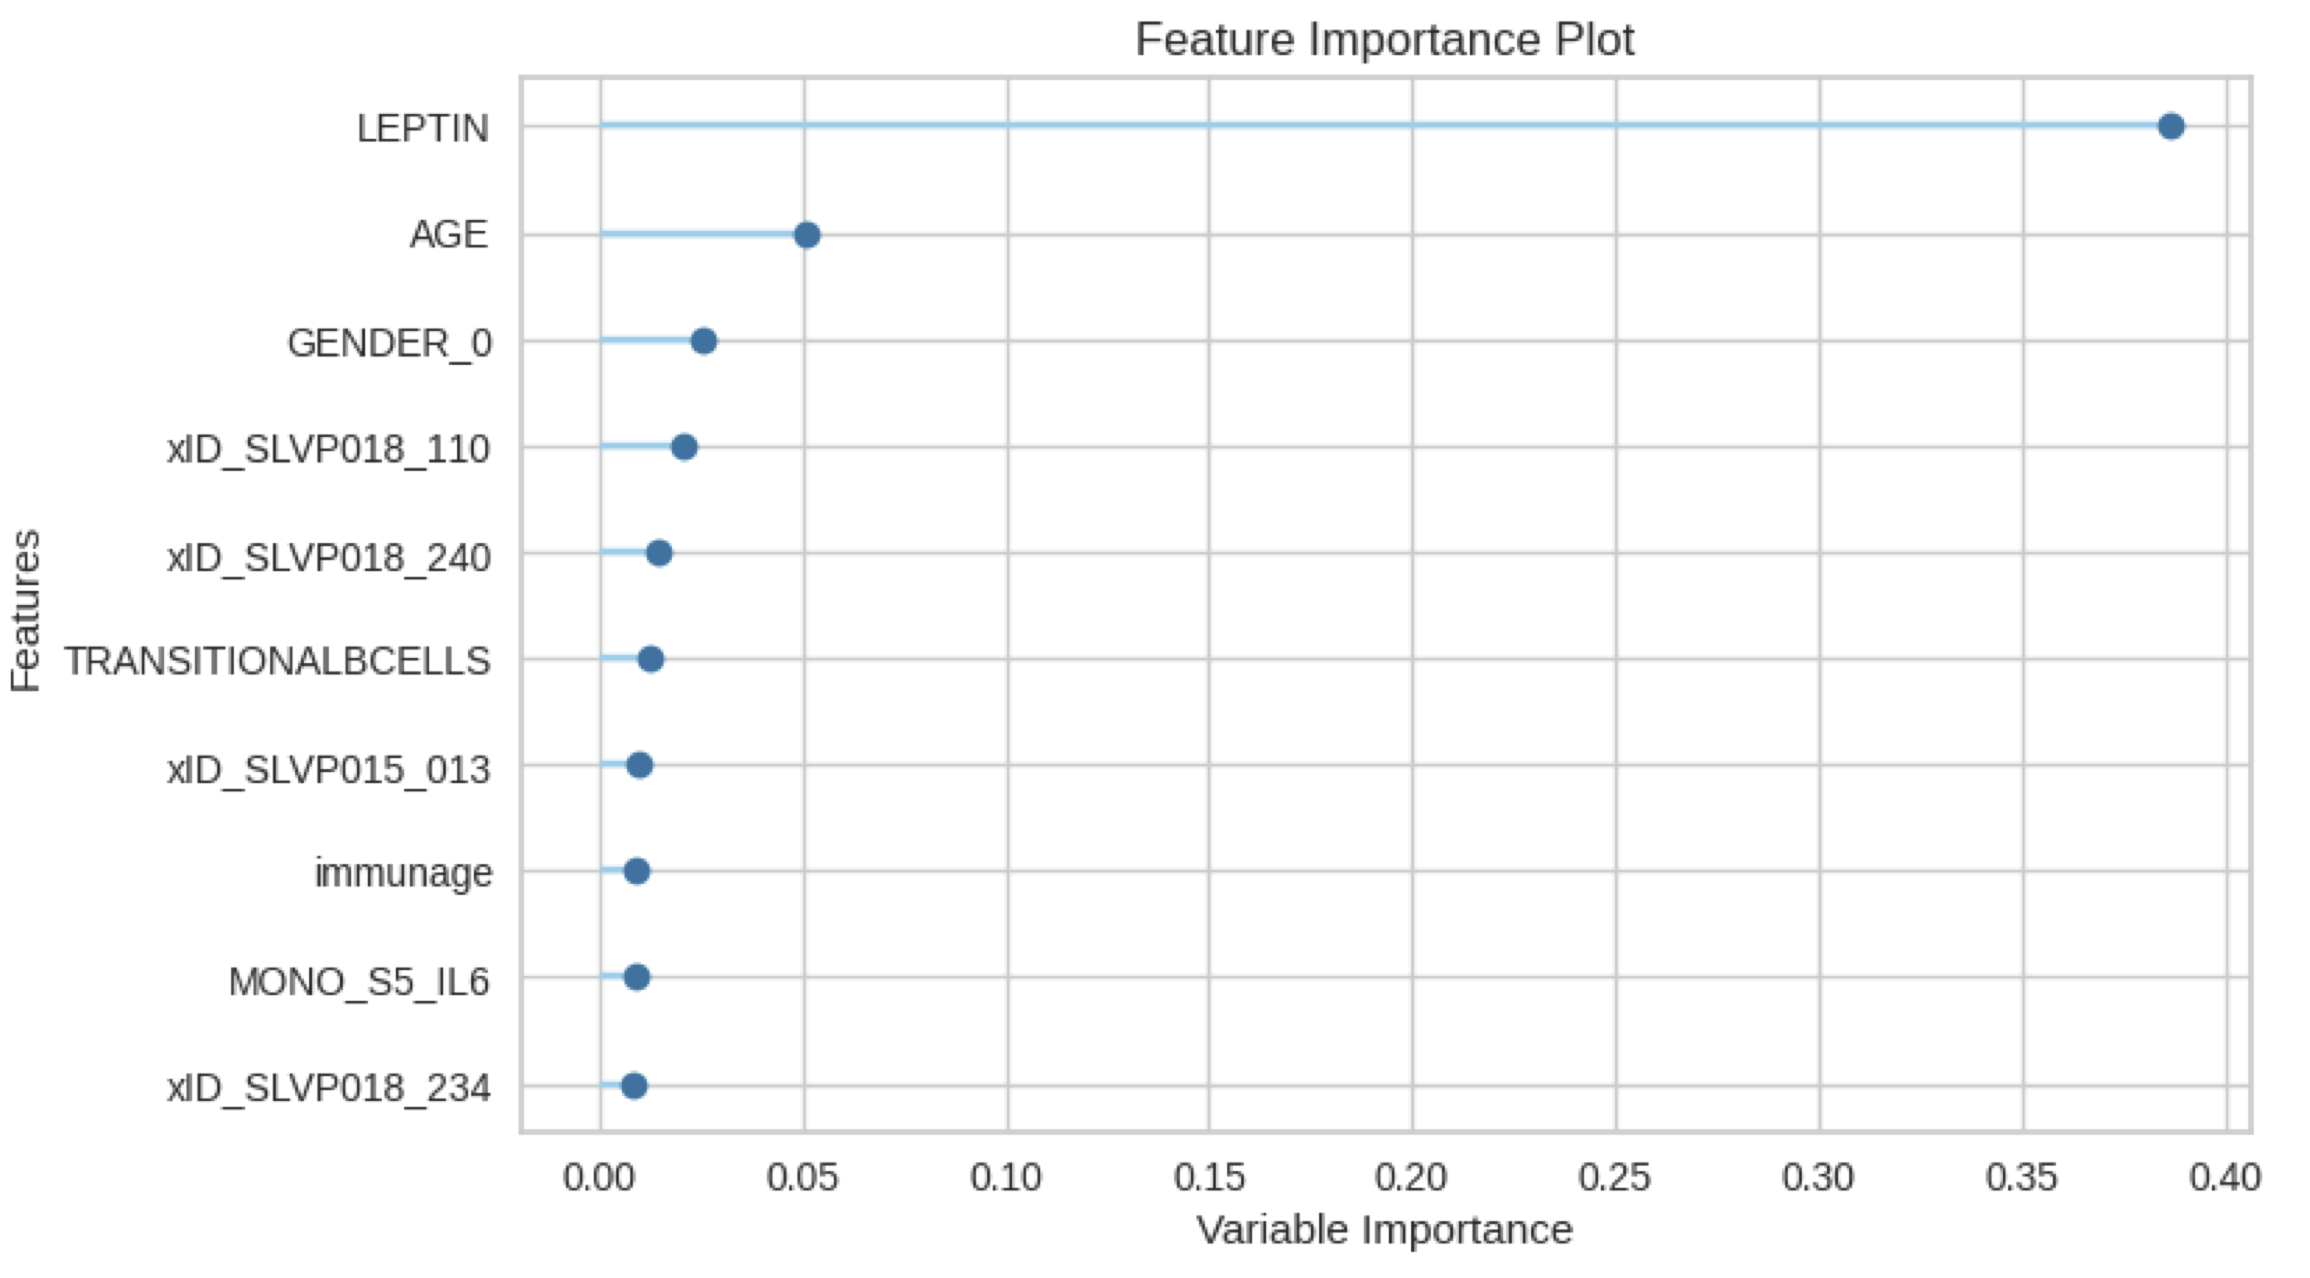 Feature Importance Plot
LEPTIN
AGE
GENDER_0
xID_SLVP018_110
xID_SLVP018_240
TRANSITIONALBCELLS
xID_SLVP015_013
immunage
MONO_S5_IL6
xID_SLVP018_234
Features
0.00 0.05 0.10 0.15 0.20 0.25 0.30 0.35 0.40
Variable Importance